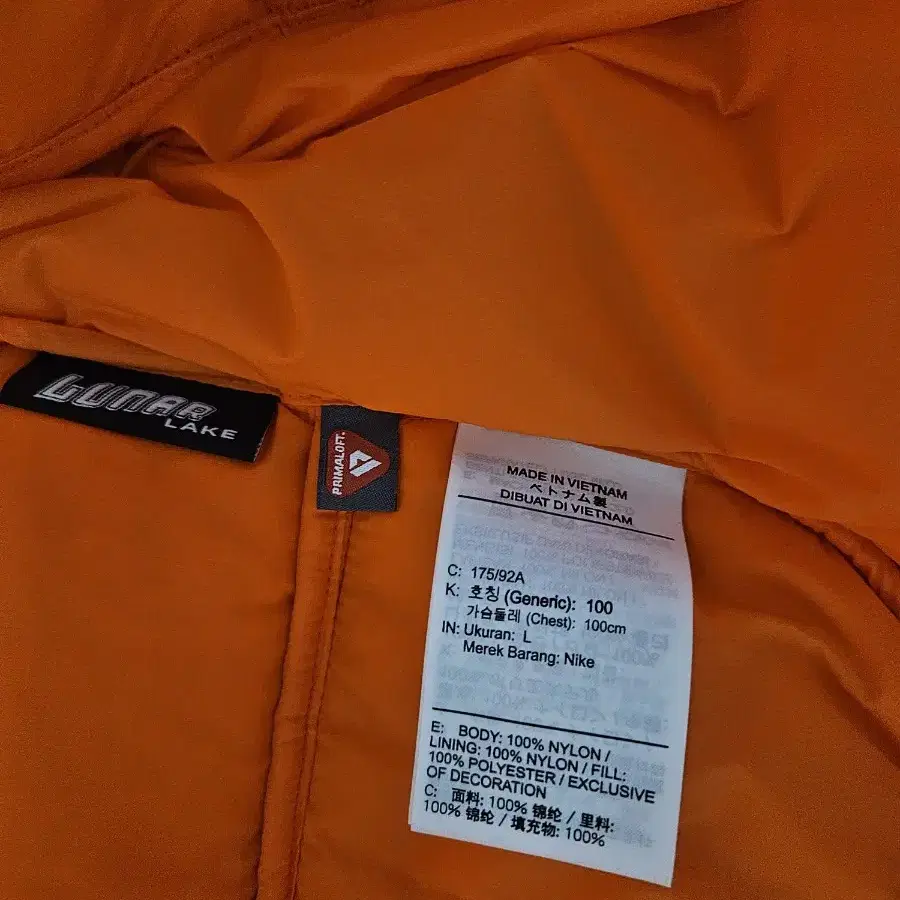 LUNAR
LAKE
PRIMALOFT.
MADE IN VIETNAM
ベトナム製
DIBUAT DI VIETNAM
C: 175/92A
K: 호칭 (Generic): 100
가슴둘레 (Chest): 100cm
IN: Ukuran: L
Merek Barang: Nike
E: BODY: 100% NYLON /
LINING: 100% NYLON / FILL:
100% POLYESTER / EXCLUSIVE
OF DECORATION
C: 面料: 100% 锦纶 / 里料:
100% 锦纶 / 填充物: 100%